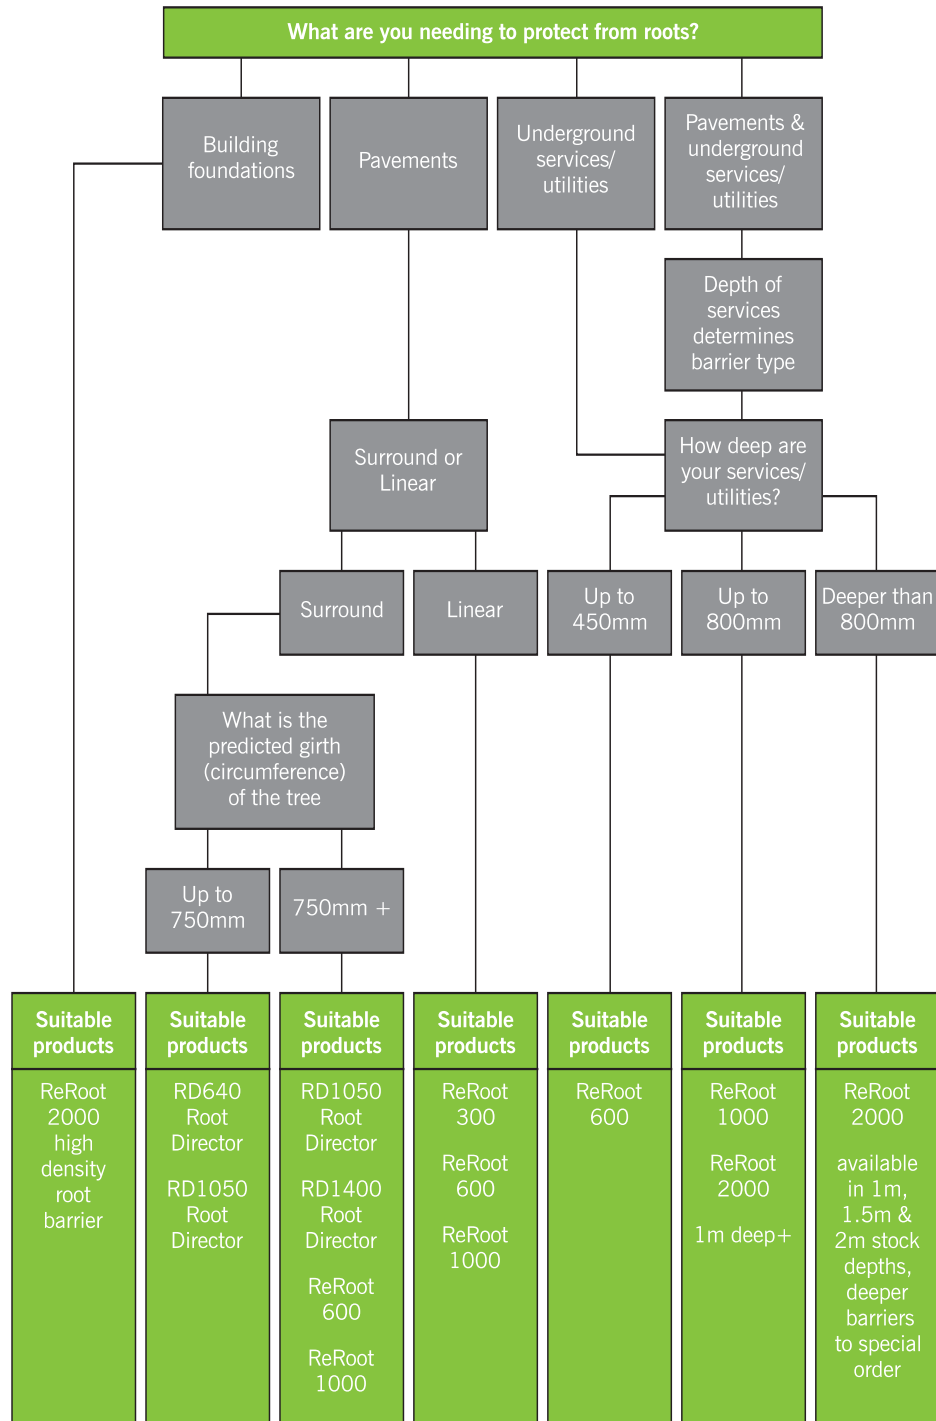 What are you needing to protect from roots?
Building
foundations
Pavements
Underground
services/
utilities
Pavements &
underground
services/
utilities
Depth of
services
determines
barrier type
Surround or
Linear
How deep are
your services/
utilities?
Surround
Linear
Up to
450mm
Up to
800mm
Deeper than
800mm
What is the
predicted girth
(circumference)
of the tree
Up to
750mm
750mm +
Suitable
products
ReRoot
2000
high
density
root
barrier
Suitable
products
RD640
Root
Director
RD1050
Root
Director
Suitable
products
RD1050
Root
Director
RD1400
Root
Director
ReRoot
600
ReRoot
1000
Suitable
products
ReRoot
300
ReRoot
600
ReRoot
1000
Suitable
products
ReRoot
600
Suitable
products
ReRoot
1000
ReRoot
2000
1m deep+
Suitable
products
ReRoot
2000
available
in 1m,
1.5m &
2m stock
depths,
deeper
barriers
to special
order